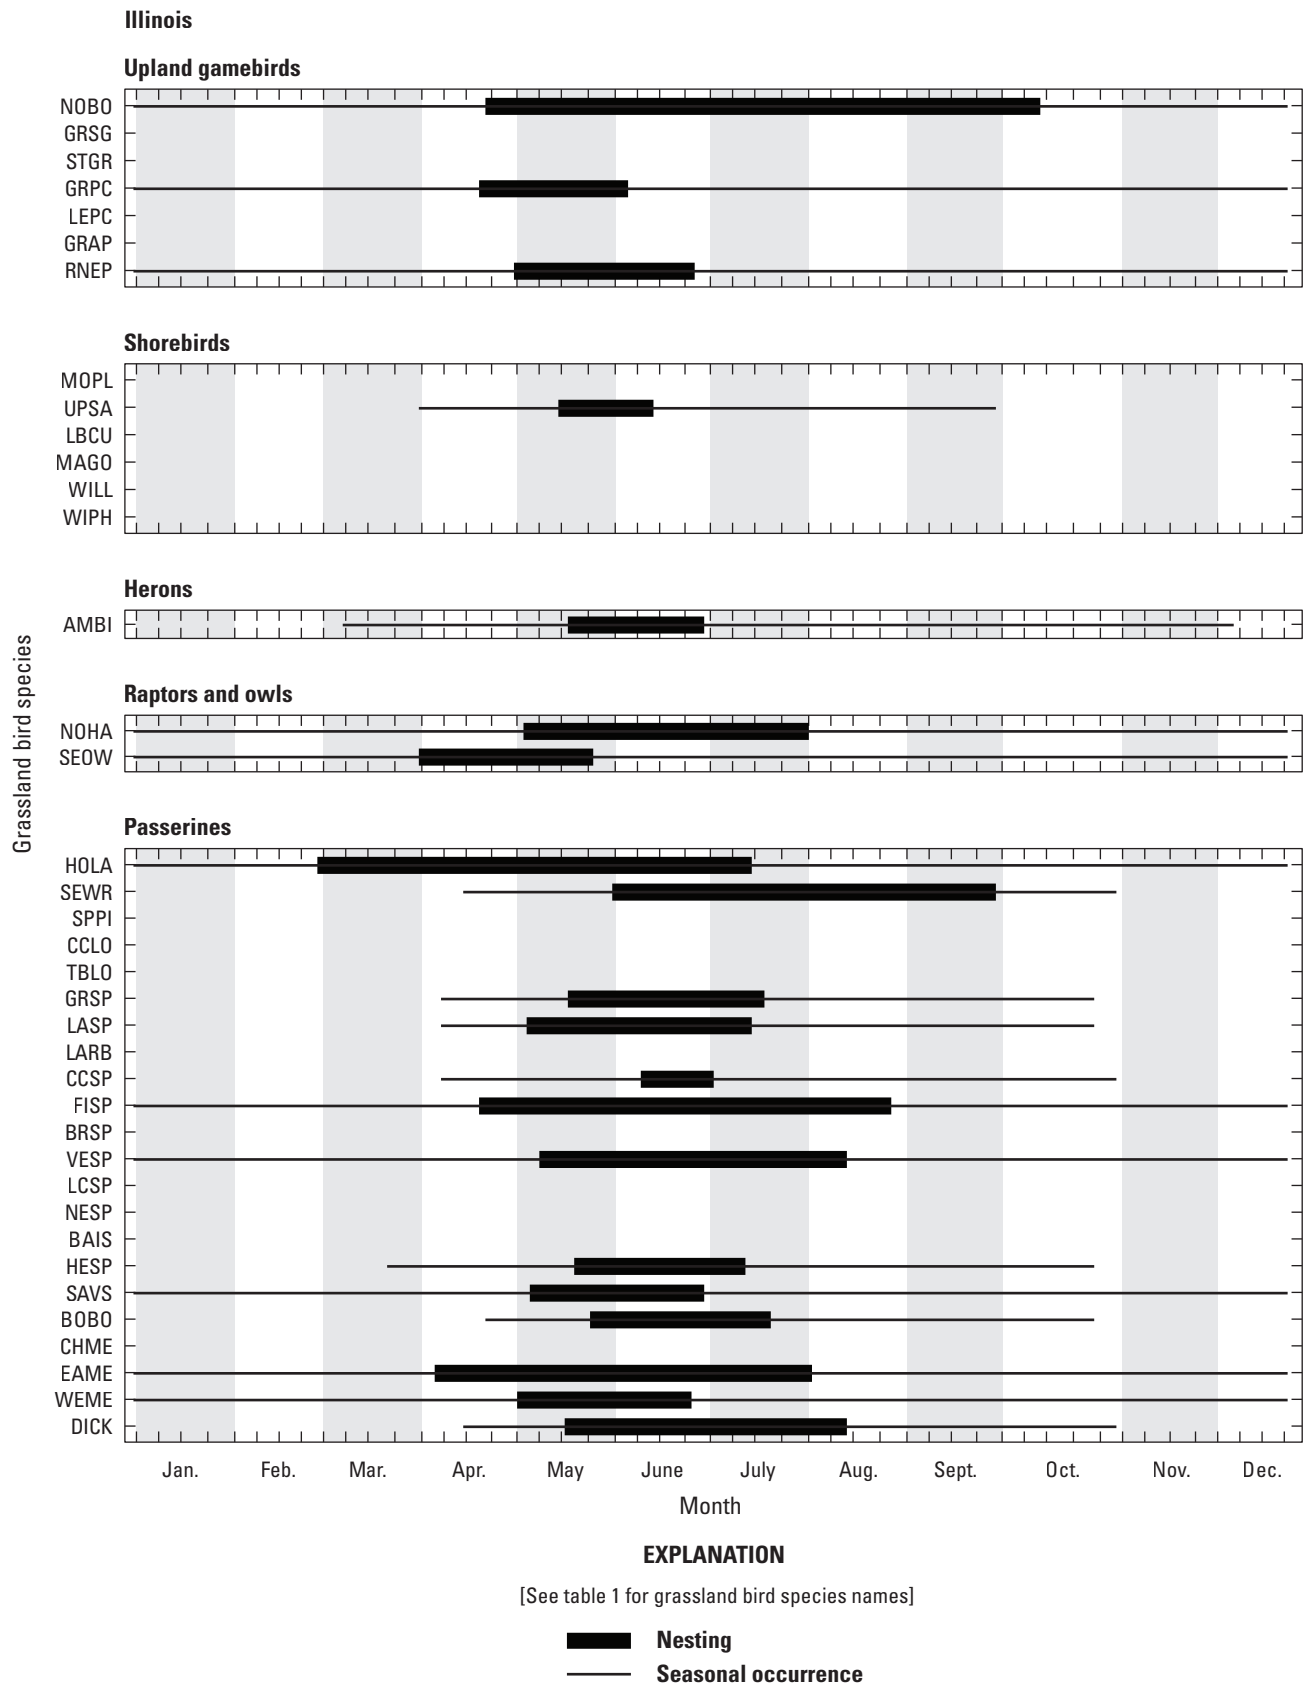 Illinois
Upland gamebirds
NOBO
GRSG
STGR
GRPC
LEPC
GRAP
RNEP
Shorebirds
MOPL
UPSA
LBCU
MAGO
WILL
WIPH
Herons
AMBI
Raptors and owls
NOHA
SEOW
Grassland bird species
Passerines
HOLA
SEWR
SPPI
CCLO
TBLO
GRSP
LASP
LARB
CCSP
FISP
BRSP
VESP
LCSP
NESP
BAIS
HESP
SAVS
BOBO
CHME
EAME
WEME
DICK
Jan. Feb. Mar. Apr. May June July Aug. Sept. Oct. Nov. Dec.
Month
EXPLANATION
[See table 1 for grassland bird species names]
Nesting
Seasonal occurrence